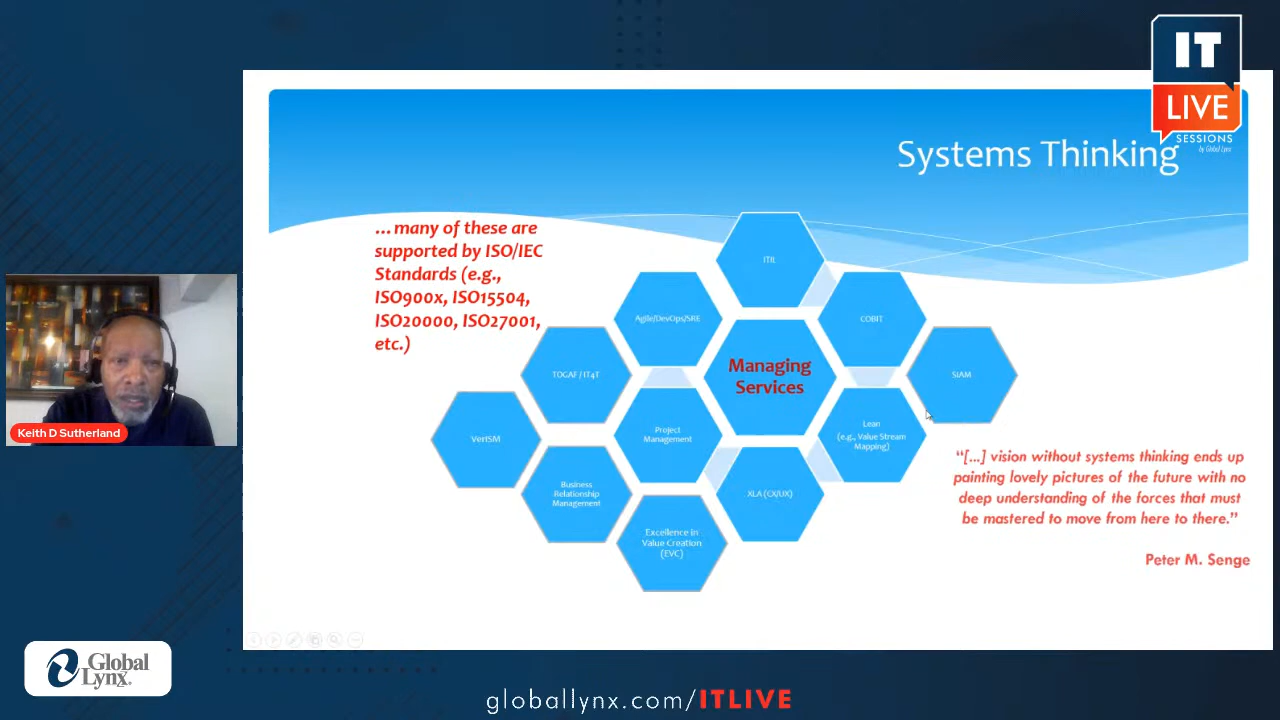 IT
LIVE
SESSIONS
by Global Lynx
Systems Thinking
...many of these are
supported by ISO/IEC
Standards (e.g.,
ISO900x, ISO15504,
ISO20000, ISO27001,
etc.)
ITIL
Agile/DevOps/SRE
COBIT
TOGAF / IT4T
Managing
Services
SIAM
VeriSM
Project
Management
Lean
(e.g., Value Stream
Mapping)
Business
Relationship
Management
XLA (CX/UX)
Excellence in
Value Creation
(EVC)
“[...] vision without systems thinking ends up
painting lovely pictures of the future with no
deep understanding of the forces that must
be mastered to move from here to there.”
Peter M. Senge
Keith D Sutherland
Global
Lynx
globallynx.com/ITLIVE